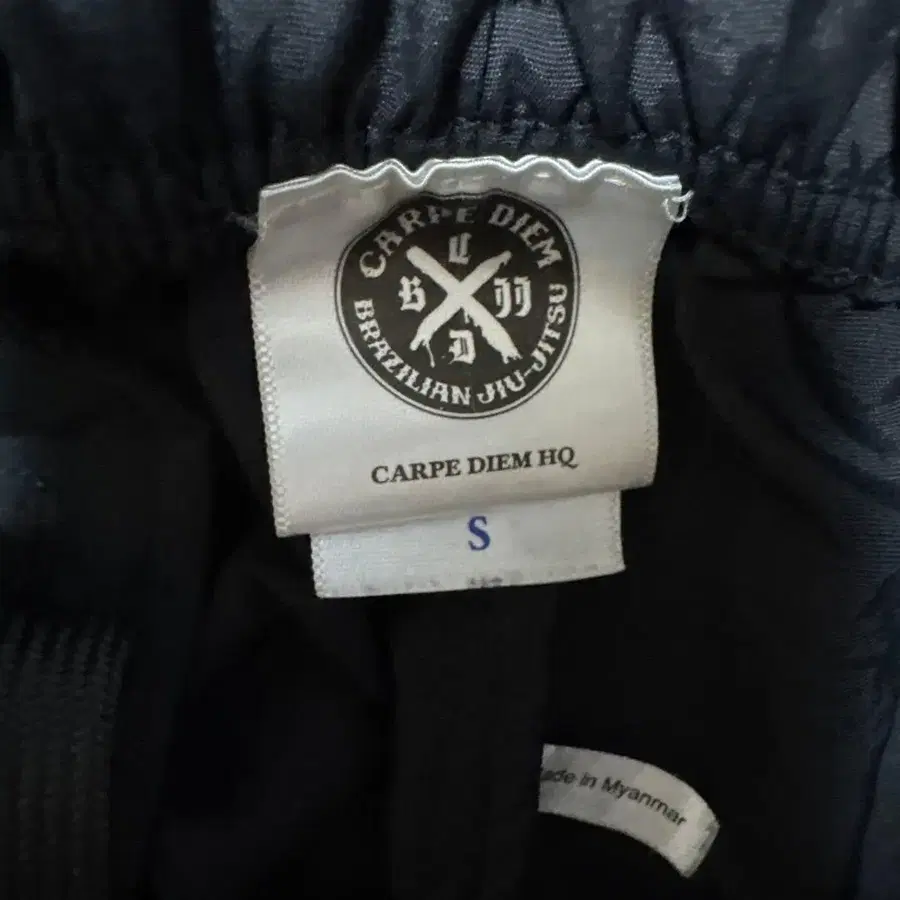 CARPE DIEM
C
B JJ
D
BRAZILIAN JIU-JITSU
CARPE DIEM HQ
S
ade in Myanmar